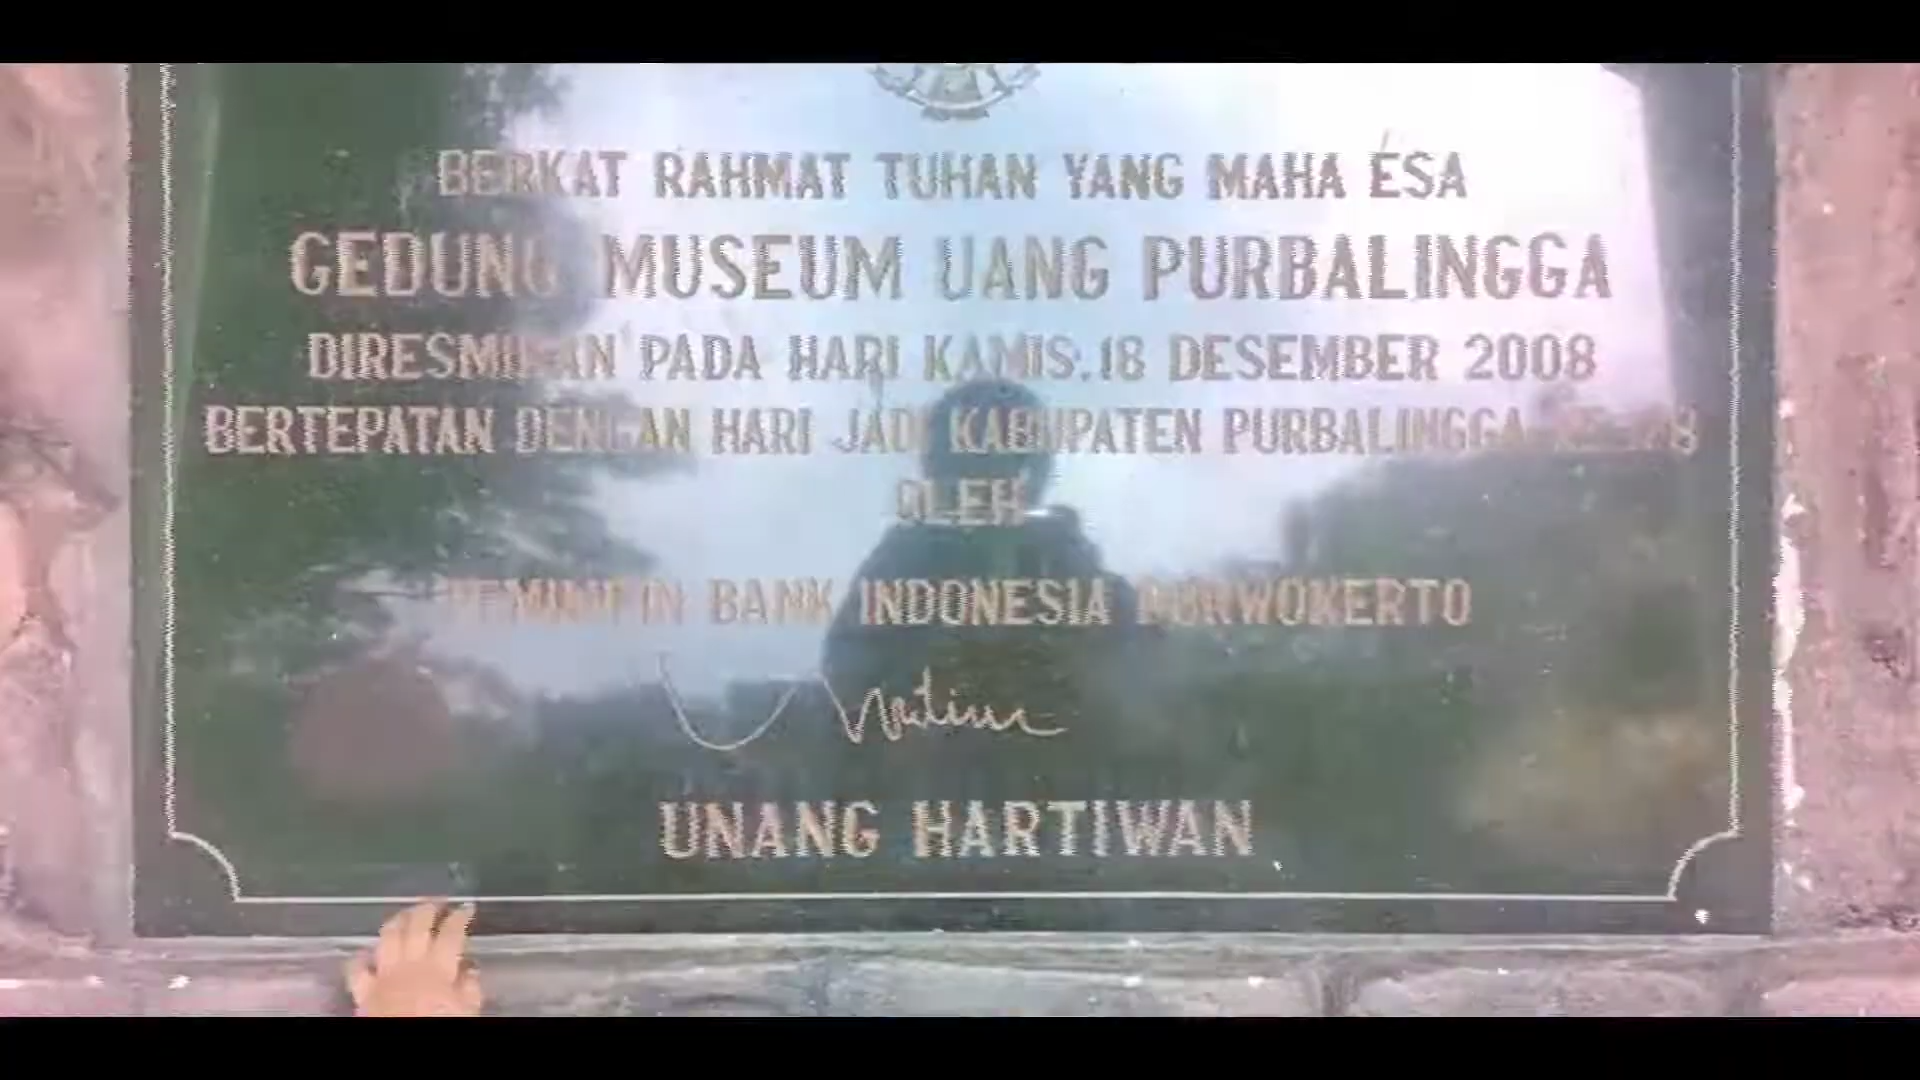 BERKAT RAHMAT TUHAN YANG MAHA ESA
GEDUNG MUSEUM UANG PURBALINGGA
DIRESMIKAN PADA HARI KAMIS, 18 DESEMBER 2008
BERTEPATAN DENGAN HARI JADI KABUPATEN PURBALINGGA
OLEH
PEMIMPIN BANK INDONESIA PURWOKERTO
UNANG HARTIWAN